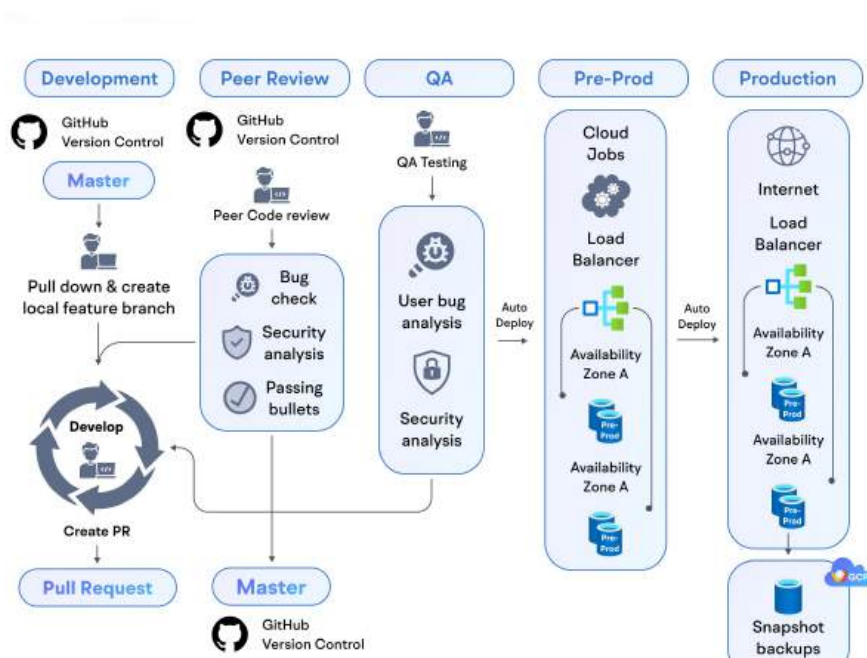 Development
GitHub
Version Control
Master
Pull down & create
local feature branch
Develop
Create PR
Pull Request
Peer Review
GitHub
Version Control
Peer Code review
Bug
check
Security
analysis
Passing
bullets
Master
GitHub
Version Control
QA
QA Testing
User bug
analysis
Security
analysis
Auto
Deploy
Pre-Prod
Cloud
Jobs
Load
Balancer
Availability
Zone A
Pre-
Prod
Availability
Zone A
Pre-
Prod
Auto
Deploy
Production
Internet
Load
Balancer
Availability
Zone A
Pre-
Prod
Availability
Zone A
Pre-
Prod
GCP
Snapshot
backups